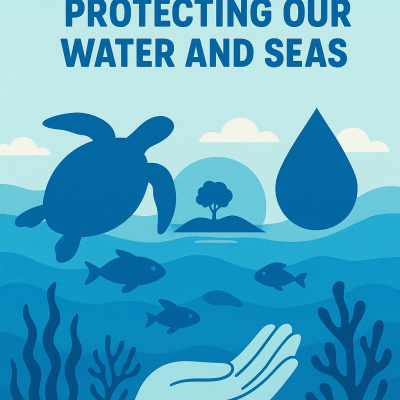 PROTECTING OUR
WATER AND SEAS